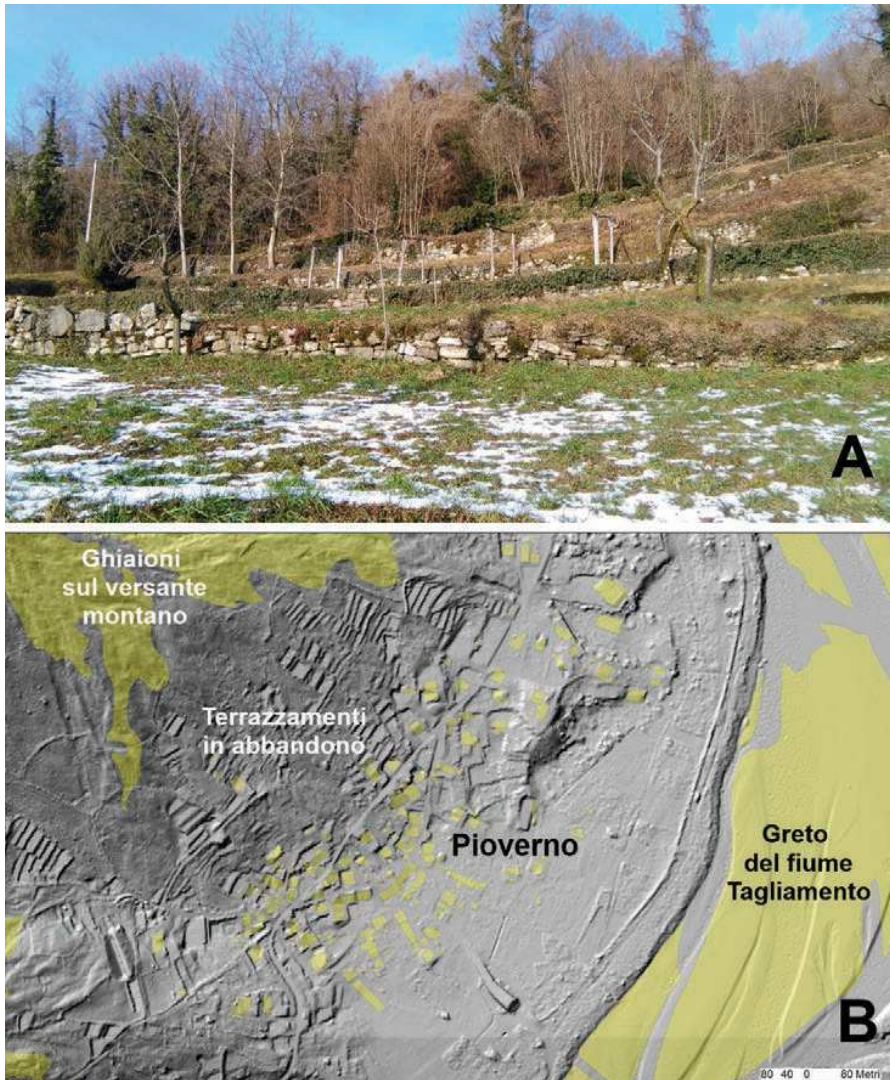 A
Ghiaioni
sul versante
montano
Terrazzamenti
in abbandono
Pioverno
Greto
del fiume
Tagliamento
B
80 40 0 80 Metri